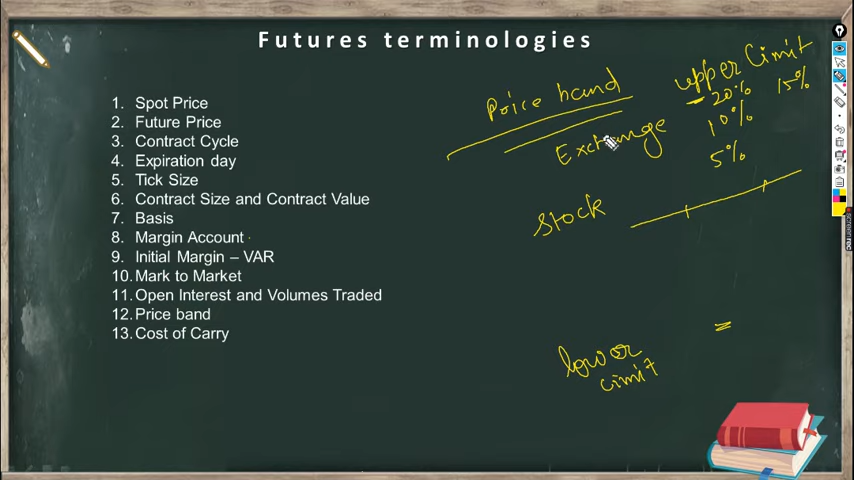 Futures terminologies
1. Spot Price
2. Future Price
3. Contract Cycle
4. Expiration day
5. Tick Size
6. Contract Size and Contract Value
7. Basis
8. Margin Account
9. Initial Margin – VAR
10. Mark to Market
11. Open Interest and Volumes Traded
12. Price band
13. Cost of Carry
Price band
upper limit
20% 15%
Exchange
10%
5%
Stock
=
lower
limit